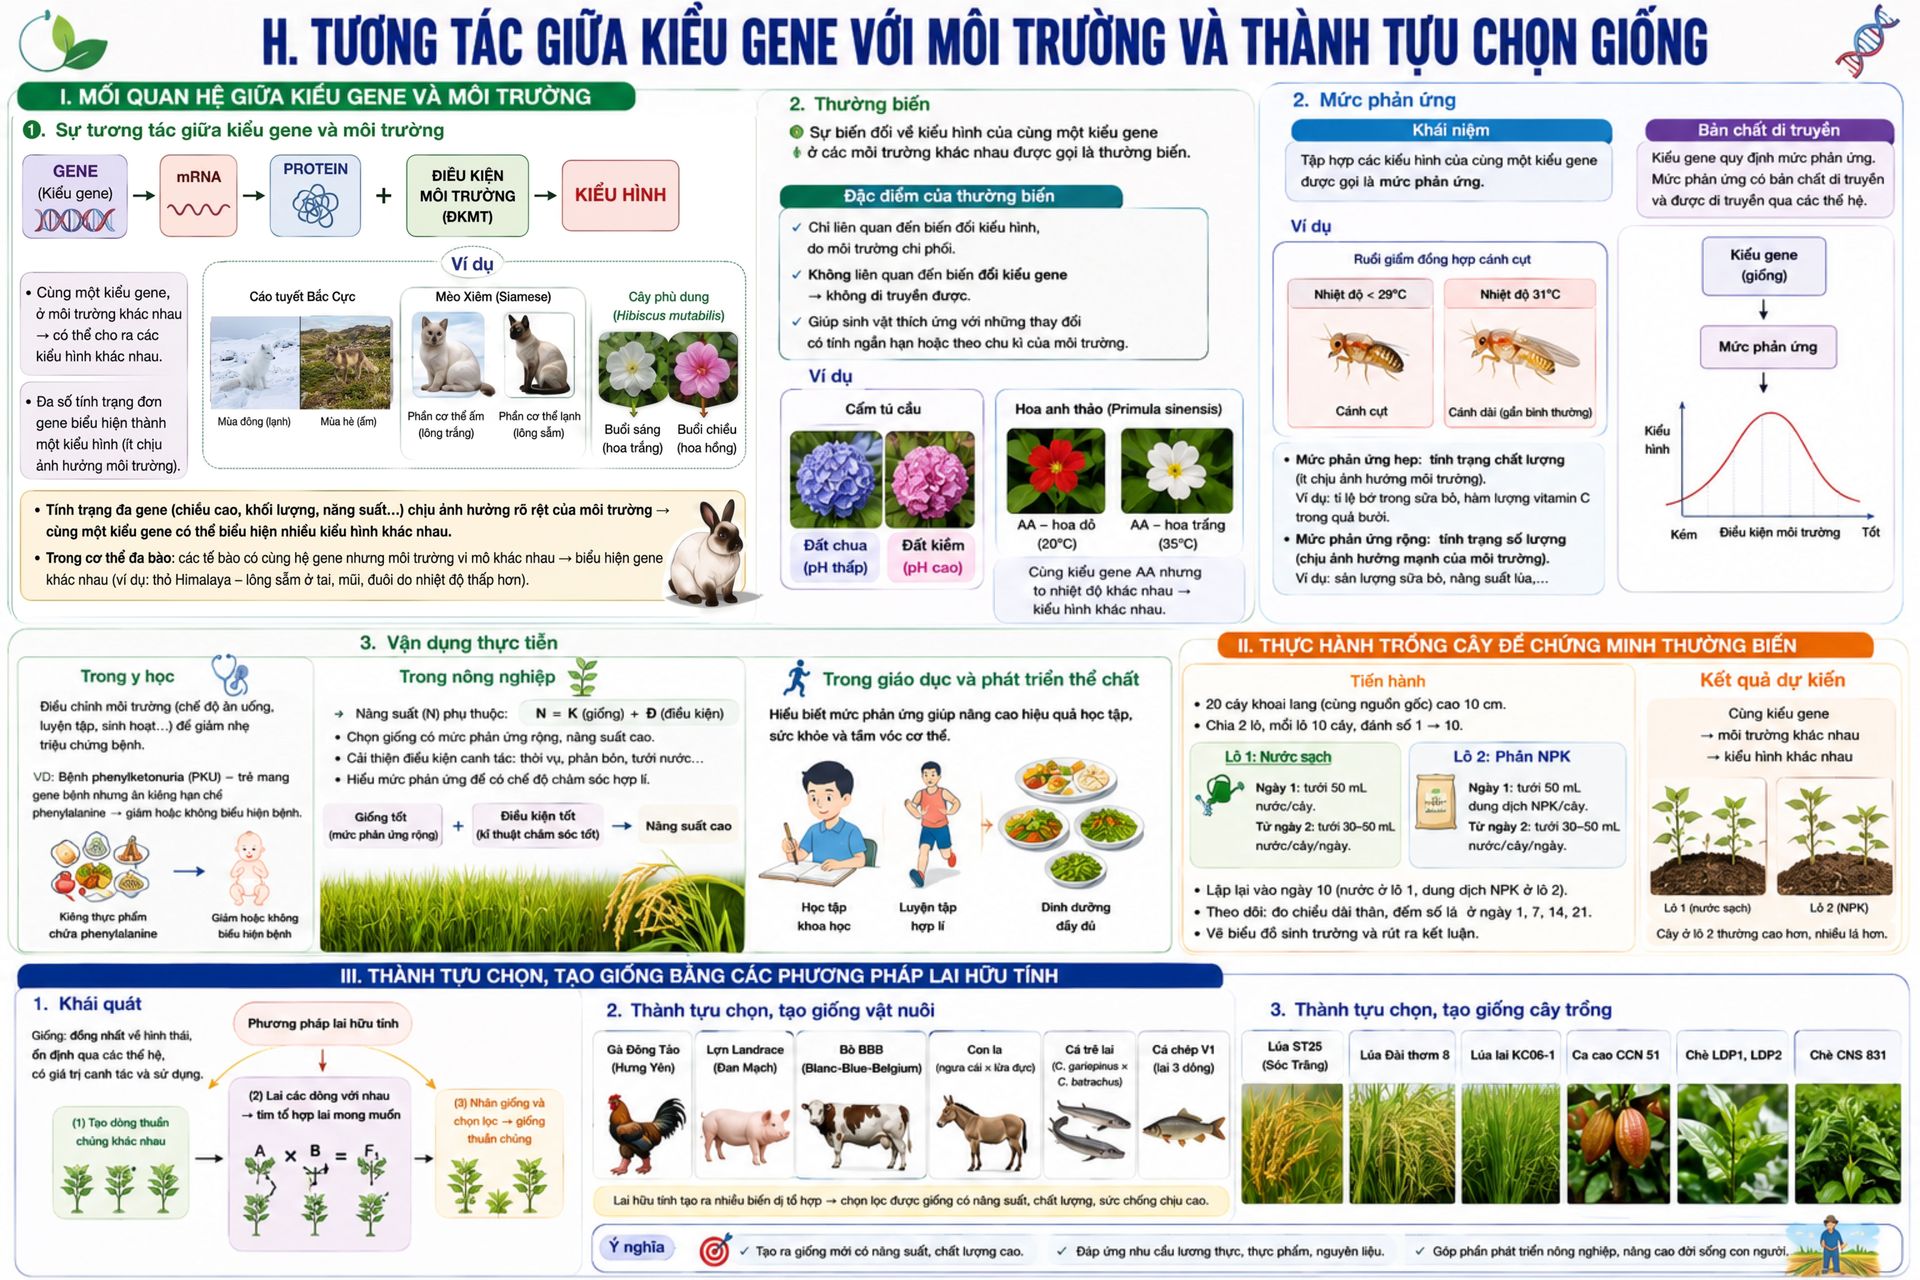 H. TƯƠNG TÁC GIỮA KIỂU GENE VỚI MÔI TRƯỜNG VÀ THÀNH TỰU CHỌN GIỐNG
I. MỐI QUAN HỆ GIỮA KIỂU GENE VÀ MÔI TRƯỜNG
1. Sự tương tác giữa kiểu gene và môi trường
GENE
(Kiểu gene)
mRNA
PROTEIN
+
ĐIỀU KIỆN
MÔI TRƯỜNG
(ĐKMT)
KIỂU HÌNH
• Cùng một kiểu gene,
ở môi trường khác nhau
→ có thể cho ra các
kiểu hình khác nhau.
• Đa số tính trạng đơn
gene biểu hiện thành
một kiểu hình (ít chịu
ảnh hưởng môi trường).
Ví dụ
Cáo tuyết Bắc Cực
Mùa đông (lạnh)
Mùa hè (ấm)
Mèo Xiêm (Siamese)
Phần cơ thể ấm
(lông trắng)
Phần cơ thể lạnh
(lông sẫm)
Cây phù dung
(Hibiscus mutabilis)
Buổi sáng
(hoa trắng)
Buổi chiều
(hoa hồng)
• Tính trạng đa gene (chiều cao, khối lượng, năng suất...) chịu ảnh hưởng rõ rệt của môi trường →
cùng một kiểu gene có thể biểu hiện nhiều kiểu hình khác nhau.
• Trong cơ thể đa bào: các tế bào có cùng hệ gene nhưng môi trường vi mô khác nhau → biểu hiện gene
khác nhau (ví dụ: thỏ Himalaya – lông sẫm ở tai, mũi, đuôi do nhiệt độ thấp hơn).
2. Thường biến
Sự biến đổi về kiểu hình của cùng một kiểu gene
ở các môi trường khác nhau được gọi là thường biến.
Đặc điểm của thường biến
✓ Chỉ liên quan đến biến đổi kiểu hình,
do môi trường chi phối.
✓ Không liên quan đến biến đổi kiểu gene
→ không di truyền được.
✓ Giúp sinh vật thích ứng với những thay đổi
có tính ngắn hạn hoặc theo chu kì của môi trường.
Ví dụ
Cẩm tú cầu
Đất chua
(pH thấp)
Đất kiềm
(pH cao)
Hoa anh thảo (Primula sinensis)
AA – hoa dỏ
(20°C)
AA – hoa trắng
(35°C)
Cùng kiểu gene AA nhưng
to nhiệt độ khác nhau →
kiểu hình khác nhau.
2. Mức phản ứng
Khái niệm
Tập hợp các kiểu hình của cùng một kiểu gene
được gọi là mức phản ứng.
Bản chất di truyền
Kiểu gene quy định mức phản ứng.
Mức phản ứng có bản chất di truyền
và được di truyền qua các thế hệ.
Ví dụ
Ruồi giấm đồng hợp cánh cụt
Nhiệt độ < 29°C
Cánh cụt
Nhiệt độ 31°C
Cánh dài (gần bình thường)
• Mức phản ứng hẹp: tính trạng chất lượng
(ít chịu ảnh hưởng môi trường).
Ví dụ: tỉ lệ bơ trong sữa bò, hàm lượng vitamin C
trong quả bưởi.
• Mức phản ứng rộng: tính trạng số lượng
(chịu ảnh hưởng mạnh của môi trường).
Ví dụ: sản lượng sữa bò, năng suất lúa,...
Kiểu gene
(giống)
Mức phản ứng
Kiểu
hình
Kém
Điều kiện môi trường
Tốt
3. Vận dụng thực tiễn
Trong y học
Điều chỉnh môi trường (chế độ ăn uống,
luyện tập, sinh hoạt...) để giảm nhẹ
triệu chứng bệnh.
VD: Bệnh phenylketonuria (PKU) – trẻ mang
gene bệnh nhưng ăn kiêng hạn chế
phenylalanine → giảm hoặc không biểu hiện bệnh.
Kiêng thực phẩm
chứa phenylalanine
Giảm hoặc không
biểu hiện bệnh
Trong nông nghiệp
→ Năng suất (N) phụ thuộc: N = K (giống) + Đ (điều kiện)
• Chọn giống có mức phản ứng rộng, năng suất cao.
• Cải thiện điều kiện canh tác: thời vụ, phân bón, tưới nước...
• Hiểu mức phản ứng để có chế độ chăm sóc hợp lí.
Giống tốt
(mức phản ứng rộng)
+
Điều kiện tốt
(kĩ thuật chăm sóc tốt)
Năng suất cao
Trong giáo dục và phát triển thể chất
Hiểu biết mức phản ứng giúp nâng cao hiệu quả học tập,
sức khỏe và tầm vóc cơ thể.
Học tập
khoa học
Luyện tập
hợp lí
Dinh dưỡng
đầy đủ
II. THỰC HÀNH TRỒNG CÂY ĐỂ CHỨNG MINH THƯỜNG BIẾN
Tiến hành
• 20 cây khoai lang (cùng nguồn gốc) cao 10 cm.
• Chia 2 lô, mỗi lô 10 cây, đánh số 1 → 10.
Lô 1: Nước sạch
Ngày 1: tưới 50 mL
nước/cây.
Từ ngày 2: tưới 30–50 mL
nước/cây/ngày.
Lô 2: Phân NPK
Ngày 1: tưới 50 mL
dung dịch NPK/cây.
Từ ngày 2: tưới 30–50 mL
nước/cây/ngày.
• Lặp lại vào ngày 10 (nước ở lô 1, dung dịch NPK ở lô 2).
• Theo dõi: đo chiều dài thân, đếm số lá ở ngày 1, 7, 14, 21.
• Vẽ biểu đồ sinh trưởng và rút ra kết luận.
Kết quả dự kiến
Cùng kiểu gene
→ môi trường khác nhau
→ kiểu hình khác nhau
Lô 1 (nước sạch)
Lô 2 (NPK)
Cây ở lô 2 thường cao hơn, nhiều lá hơn.
III. THÀNH TỰU CHỌN, TẠO GIỐNG BẰNG CÁC PHƯƠNG PHÁP LAI HỮU TÍNH
1. Khái quát
Giống: đồng nhất về hình thái,
ổn định qua các thế hệ,
có giá trị canh tác và sử dụng.
Phương pháp lai hữu tính
(1) Tạo dòng thuần
chủng khác nhau
(2) Lai các dòng với nhau
→ tìm tổ hợp lai mong muốn
A × B = F₁
(3) Nhân giống và
chọn lọc → giống
thuần chủng
2. Thành tựu chọn, tạo giống vật nuôi
Gà Đông Tảo
(Hưng Yên)
Lợn Landrace
(Đan Mạch)
Bò BBB
(Blanc-Blue-Belgium)
Con la
(ngựa cái × lừa đực)
Cá trê lai
(C. gariepinus ×
C. batrachus)
Cá chép V1
(lai 3 dòng)
Lai hữu tính tạo ra nhiều biến dị tổ hợp → chọn lọc được giống có năng suất, chất lượng, sức chống chịu cao.
3. Thành tựu chọn, tạo giống cây trồng
Lúa ST25
(Sóc Trăng)
Lúa Đài thơm 8
Lúa lai KC06-1
Ca cao CCN 51
Chè LDP1, LDP2
Chè CNS 831
Ý nghĩa
✓ Tạo ra giống mới có năng suất, chất lượng cao.
✓ Đáp ứng nhu cầu lương thực, thực phẩm, nguyên liệu.
✓ Góp phần phát triển nông nghiệp, nâng cao đời sống con người.